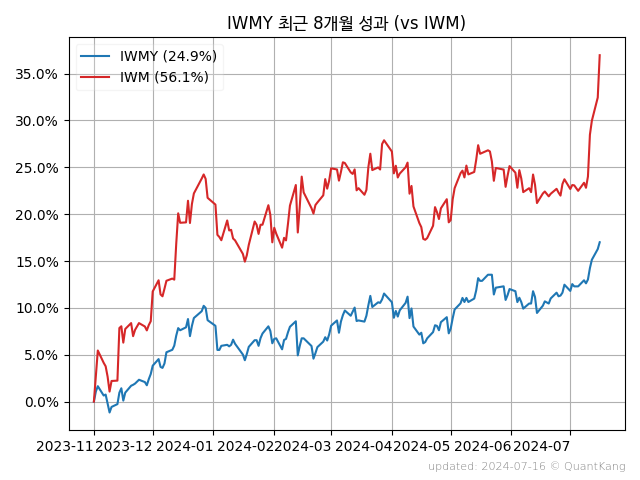 IWMY 최근 8개월 성과 (vs IWM)
IWMY (24.9%)
IWM (56.1%)
35.0%
30.0%
25.0%
20.0%
15.0%
10.0%
5.0%
0.0%
2023-11 2023-12 2024-01 2024-02 2024-03 2024-04 2024-05 2024-06 2024-07
updated: 2024-07-16 © QuantKang